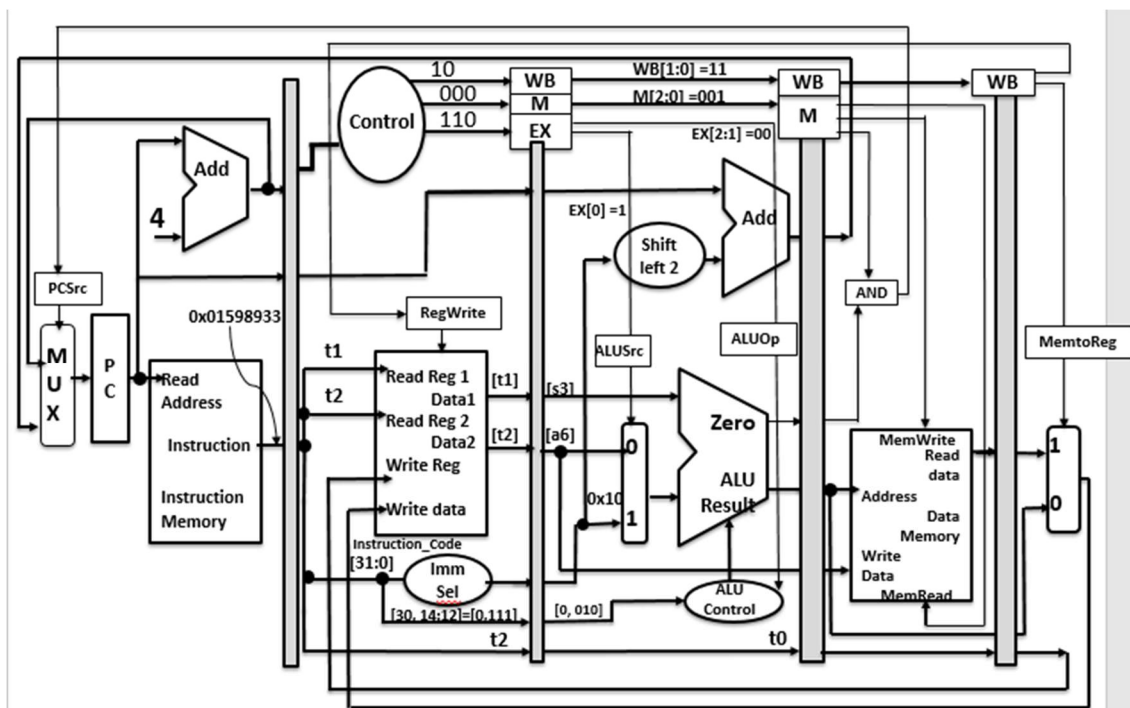 10
000
110
Control
WB
M
EX
WB[1:0] =11
M[2:0] =001
EX[2:1] =00
WB
M
WB
Add
4
EX[0] =1
Shift
left 2
Add
PCSrc
0x01598933
RegWrite
ALUSrc
ALUOp
AND
MemtoReg
M
U
X
P
C
Read
Address
Instruction
Instruction
Memory
t1
t2
Read Reg 1
Data1
Read Reg 2
Data2
Write Reg
Write data
[t1]
[t2]
[s3]
[a6]
0x10
0
1
Zero
ALU
Result
MemWrite
Read
data
Address
Data
Memory
Write
Data
MemRead
1
0
Instruction_Code
[31:0]
Imm
Sel
[30, 14:12]=[0,111]
[0, 010]
ALU
Control
t2
t0